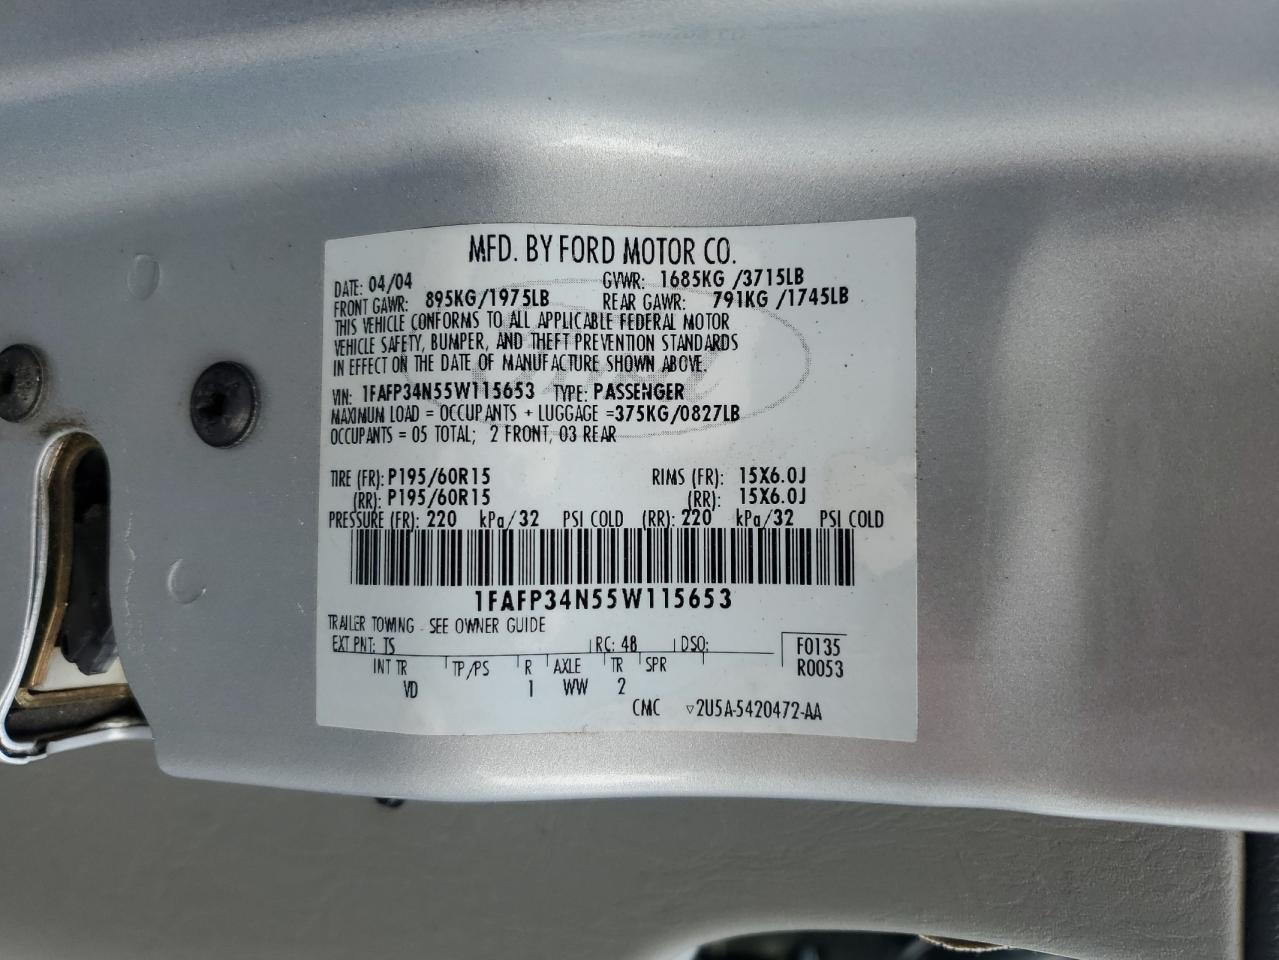 MFD. BY FORD MOTOR CO.
DATE: 04/04 GVWR: 1685KG /3715LB
FRONT GAWR: 895KG/1975LB REAR GAWR: 791KG /1745LB
THIS VEHICLE CONFORMS TO ALL APPLICABLE FEDERAL MOTOR
VEHICLE SAFETY, BUMPER, AND THEFT PREVENTION STANDARDS
IN EFFECT ON THE DATE OF MANUFACTURE SHOWN ABOVE.
VIN: 1FAFP34N55W115653 TYPE: PASSENGER
MAXIMUM LOAD = OCCUPANTS + LUGGAGE =375KG/0827LB
OCCUPANTS = 05 TOTAL; 2 FRONT, 03 REAR
TIRE (FR): P195/60R15 RIMS (FR): 15X6.0J
(RR): P195/60R15 (RR): 15X6.0J
PRESSURE (FR): 220 kPa/32 PSI COLD (RR): 220 kPa/32 PSI COLD
1FAFP34N55W115653
TRAILER TOWING - SEE OWNER GUIDE
EXT PNT: TS RC: 48 DSO: F0135
INT TR TP/PS R AXLE TR SPR R0053
VD 1 WW 2
CMC ▽2U5A-5420472-AA